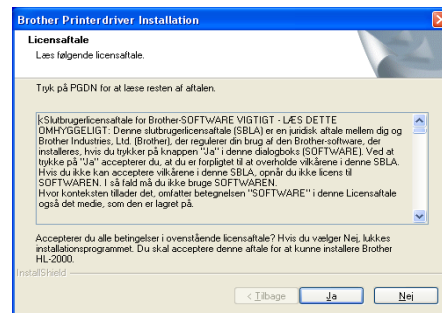 Brother Printerdriver Installation
Licensaftale
Læs følgende licensaftale.
Tryk på PGDN for at læse resten af aftalen.
k:Slutbrugerlicensaftale for Brother-SOFTWARE VIGTIGT - LÆS DETTE
OMHYGGELIGT: Denne slutbrugerlicensaftale (SBLA) er en juridisk aftale mellem dig og
Brother Industries, Ltd. (Brother), der regulerer din brug af den Brother-software, der
installeres, hvis du trykker på knappen "Ja" i denne dialogboks (SOFTWARE). Ved at
trykke på "Ja" accepterer du, at du er forpligtet til at overholde vilkårene i denne SBLA.
Hvis du ikke kan acceptere vilkårene i denne SBLA, opnår du ikke licens til
SOFTWAREN. I så fald må du ikke bruge SOFTWAREN.
Hvor konteksten tillader det, omfatter betegnelsen "SOFTWARE" i denne Licensaftale
også det medie, som den er lagret på.
Accepterer du alle betingelser i ovenstående licensaftale? Hvis du vælger Nej, lukkes
installationsprogrammet. Du skal acceptere denne aftale for at kunne installere Brother
HL-2000.
InstallShield
< Tilbage
Ja
Nej